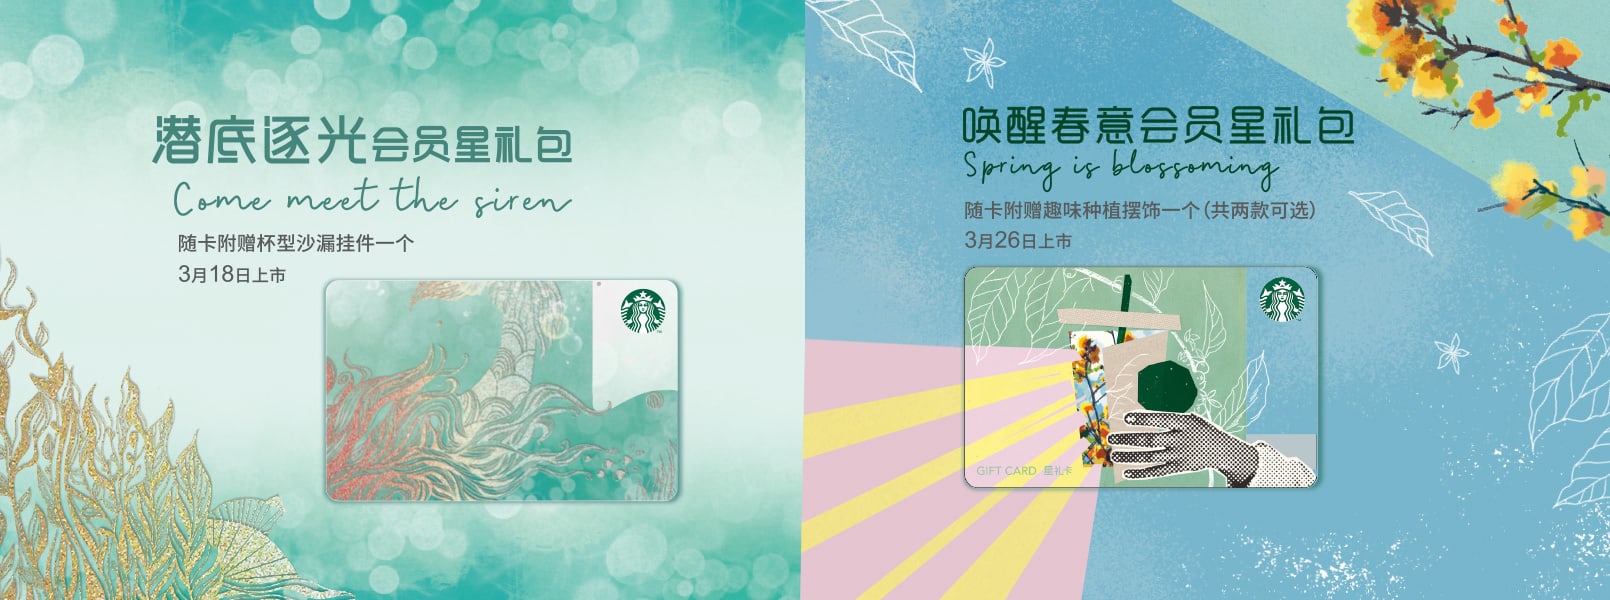 潜底逐光会员星礼包
Come meet the siren
随卡附赠杯型沙漏挂件一个
3月18日上市
唤醒春意会员星礼包
Spring is blossoming
随卡附赠趣味种植摆饰一个(共两款可选)
3月26日上市
GIFT CARD 星礼卡